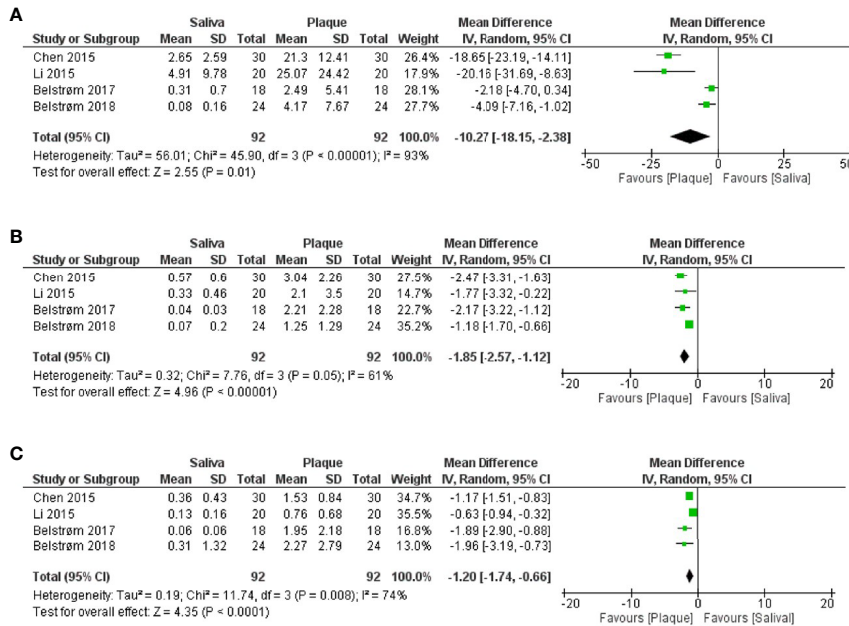 A
Saliva Plaque Mean Difference Mean Difference
Study or Subgroup Mean SD Total Mean SD Total Weight IV, Random, 95% CI IV, Random, 95% CI
Chen 2015 2.65 2.59 30 21.3 12.41 30 26.4% -18.65 [-23.19, -14.11]
Li 2015 4.91 9.78 20 25.07 24.42 20 17.9% -20.16 [-31.69, -8.63]
Belstrøm 2017 0.31 0.7 18 2.49 5.41 18 28.1% -2.18 [-4.70, 0.34]
Belstrøm 2018 0.08 0.16 24 4.17 7.67 24 27.7% -4.09 [-7.16, -1.02]
Total (95% CI) 92 92 100.0% -10.27 [-18.15, -2.38]
Heterogeneity: Tau² = 56.01; Chi² = 45.90, df = 3 (P < 0.00001); I² = 93%
Test for overall effect: Z = 2.55 (P = 0.01)
-50 -25 0 25 50
Favours [Plaque] Favours [Saliva]
B
Saliva Plaque Mean Difference Mean Difference
Study or Subgroup Mean SD Total Mean SD Total Weight IV, Random, 95% CI IV, Random, 95% CI
Chen 2015 0.57 0.6 30 3.04 2.26 30 27.5% -2.47 [-3.31, -1.63]
Li 2015 0.33 0.46 20 2.1 3.5 20 14.7% -1.77 [-3.32, -0.22]
Belstrøm 2017 0.04 0.03 18 2.21 2.28 18 22.7% -2.17 [-3.22, -1.12]
Belstrøm 2018 0.07 0.2 24 1.25 1.29 24 35.2% -1.18 [-1.70, -0.66]
Total (95% CI) 92 92 100.0% -1.85 [-2.57, -1.12]
Heterogeneity: Tau² = 0.32; Chi² = 7.76, df = 3 (P = 0.05); I² = 61%
Test for overall effect: Z = 4.96 (P < 0.00001)
-20 -10 0 10 20
Favours [Plaque] Favours [Saliva]
C
Saliva Plaque Mean Difference Mean Difference
Study or Subgroup Mean SD Total Mean SD Total Weight IV, Random, 95% CI IV, Random, 95% CI
Chen 2015 0.36 0.43 30 1.53 0.84 30 34.7% -1.17 [-1.51, -0.83]
Li 2015 0.13 0.16 20 0.76 0.68 20 35.5% -0.63 [-0.94, -0.32]
Belstrøm 2017 0.06 0.06 18 1.95 2.18 18 16.8% -1.89 [-2.90, -0.88]
Belstrøm 2018 0.31 1.32 24 2.27 2.79 24 13.0% -1.96 [-3.19, -0.73]
Total (95% CI) 92 92 100.0% -1.20 [-1.74, -0.66]
Heterogeneity: Tau² = 0.19; Chi² = 11.74, df = 3 (P = 0.008); I² = 74%
Test for overall effect: Z = 4.35 (P < 0.0001)
-20 -10 0 10 20
Favours [Plaque] Favours [Salival]